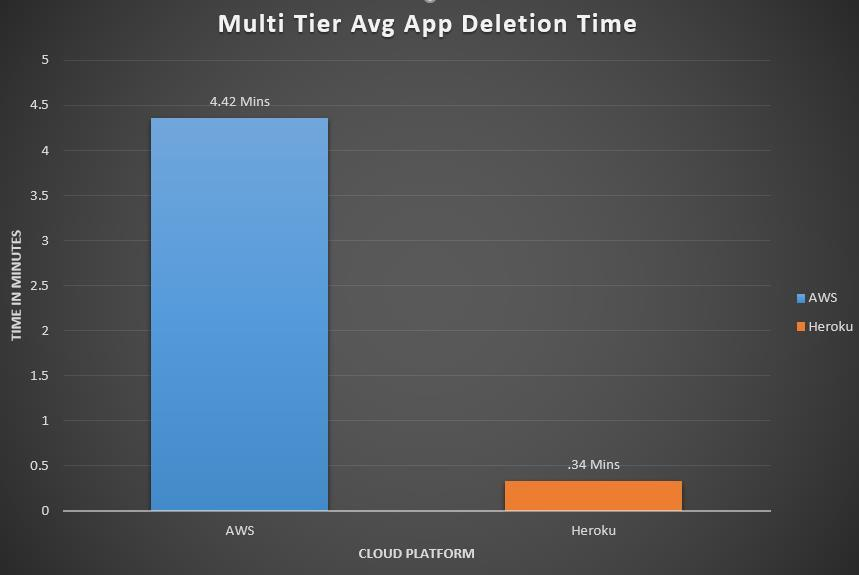 Multi Tier Avg App Deletion Time
5
4.5
4
3.5
3
2.5
2
1.5
1
0.5
0
TIME IN MINUTES
4.42 Mins
.34 Mins
AWS
Heroku
CLOUD PLATFORM
AWS
Heroku